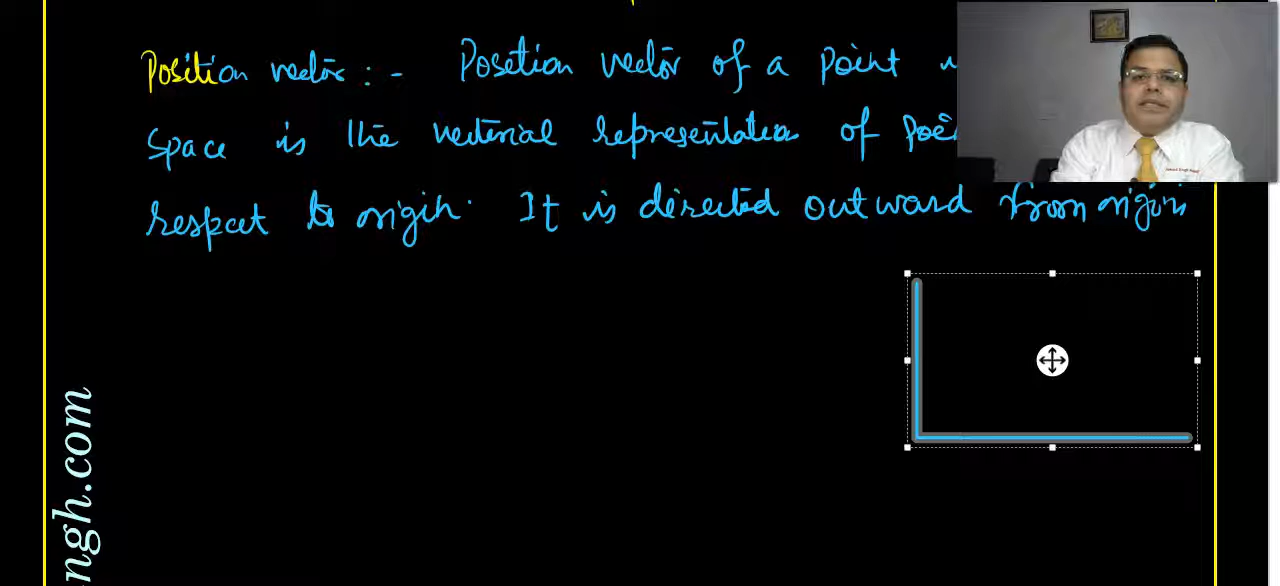 Position vector : - Position vector of a point
space is the vectorial representation of
respect to origin. It is directed outward from origin
ngh.com